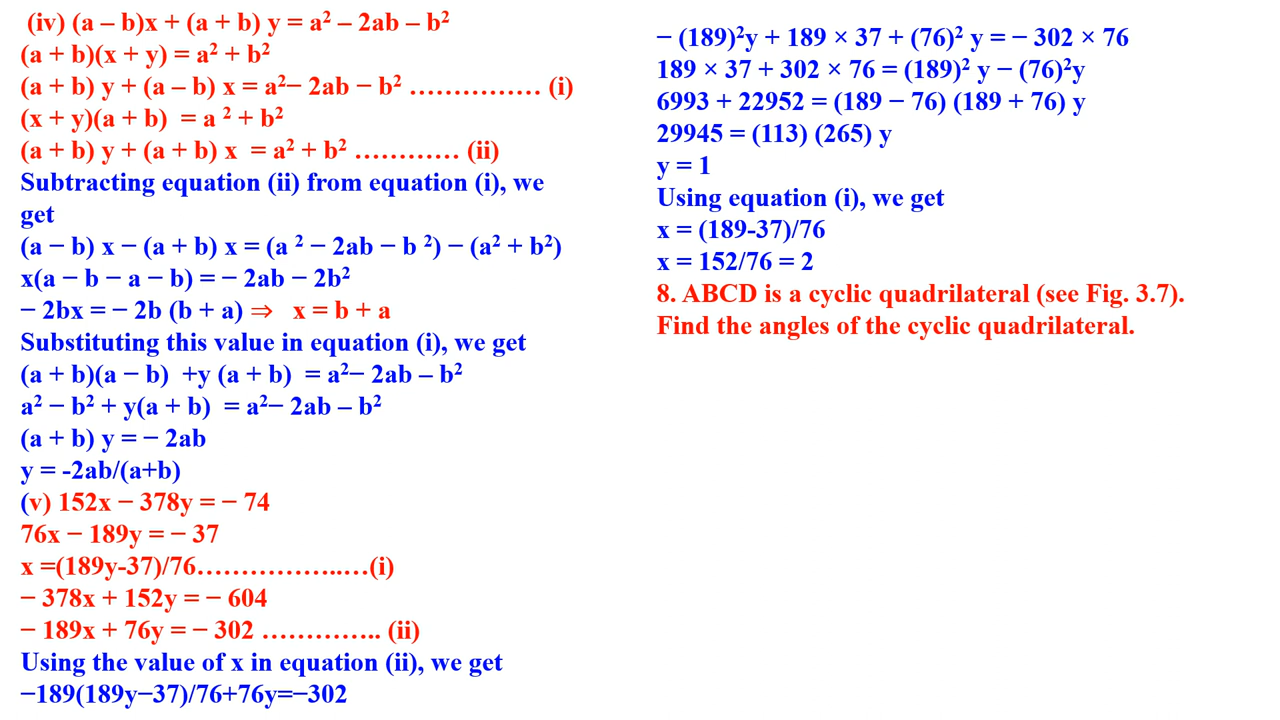 (iv) (a – b)x + (a + b) y = a² – 2ab – b²
(a + b)(x + y) = a² + b²
(a + b) y + (a – b) x = a²− 2ab − b² …………… (i)
(x + y)(a + b)  = a ² + b²
(a + b) y + (a + b) x  = a² + b² ………… (ii)
Subtracting equation (ii) from equation (i), we
get
(a − b) x − (a + b) x = (a ² − 2ab − b ²) − (a² + b²)
x(a − b − a − b) = − 2ab − 2b²
− 2bx = − 2b (b + a) ⇒  x = b + a
Substituting this value in equation (i), we get
(a + b)(a − b)  +y (a + b)  = a²− 2ab – b²
a² − b² + y(a + b)  = a²− 2ab – b²
(a + b) y = − 2ab
y = -2ab/(a+b)
(v) 152x − 378y = − 74
76x − 189y = − 37
x =(189y-37)/76……………..…(i)
− 378x + 152y = − 604
− 189x + 76y = − 302 ………….. (ii)
Using the value of x in equation (ii), we get
−189(189y−37)/76+76y=−302
− (189)²y + 189 × 37 + (76)² y = − 302 × 76
189 × 37 + 302 × 76 = (189)² y − (76)²y
6993 + 22952 = (189 − 76) (189 + 76) y
29945 = (113) (265) y
y = 1
Using equation (i), we get
x = (189-37)/76
x = 152/76 = 2
8. ABCD is a cyclic quadrilateral (see Fig. 3.7).
Find the angles of the cyclic quadrilateral.